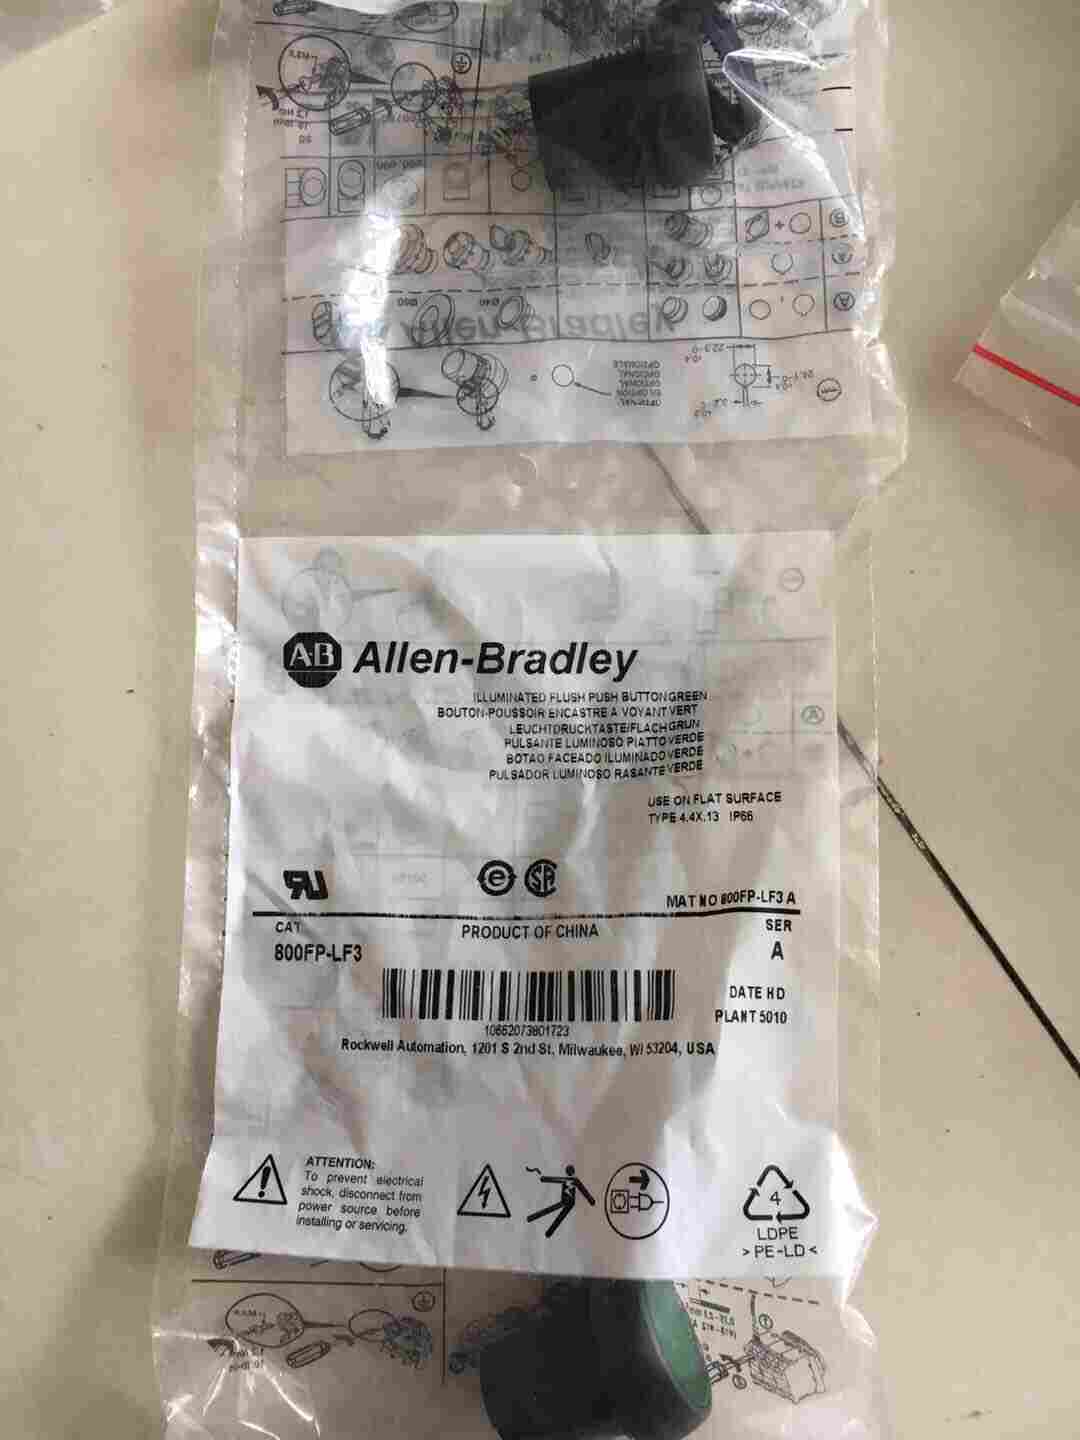 Allen-Bradley
A-B Allen-Bradley
ILLUMINATED FLUSH PUSH BUTTON GREEN
BOUTON-POUSSOIR ENCASTRE A VOYANT VERT
LEUCHTDRUCKTASTE/FLACH GRUN
PULSANTE LUMINOSO PIATTO VERDE
BOTAO FACEADO ILUMINADO VERDE
PULSADOR LUMINOSO RASANTE VERDE
USE ON FLAT SURFACE
TYPE 4.4X.13 IP66
MAT NO 800FP-LF3 A
CAT PRODUCT OF CHINA SER
800FP-LF3 A
DATE HD
PLANT 5010
10662073801723
Rockwell Automation, 1201 S 2nd St, Milwaukee, WI 53204, USA
ATTENTION:
To prevent electrical
shock, disconnect from
power source before
installing or servicing.
4
LDPE
> PE-LD <